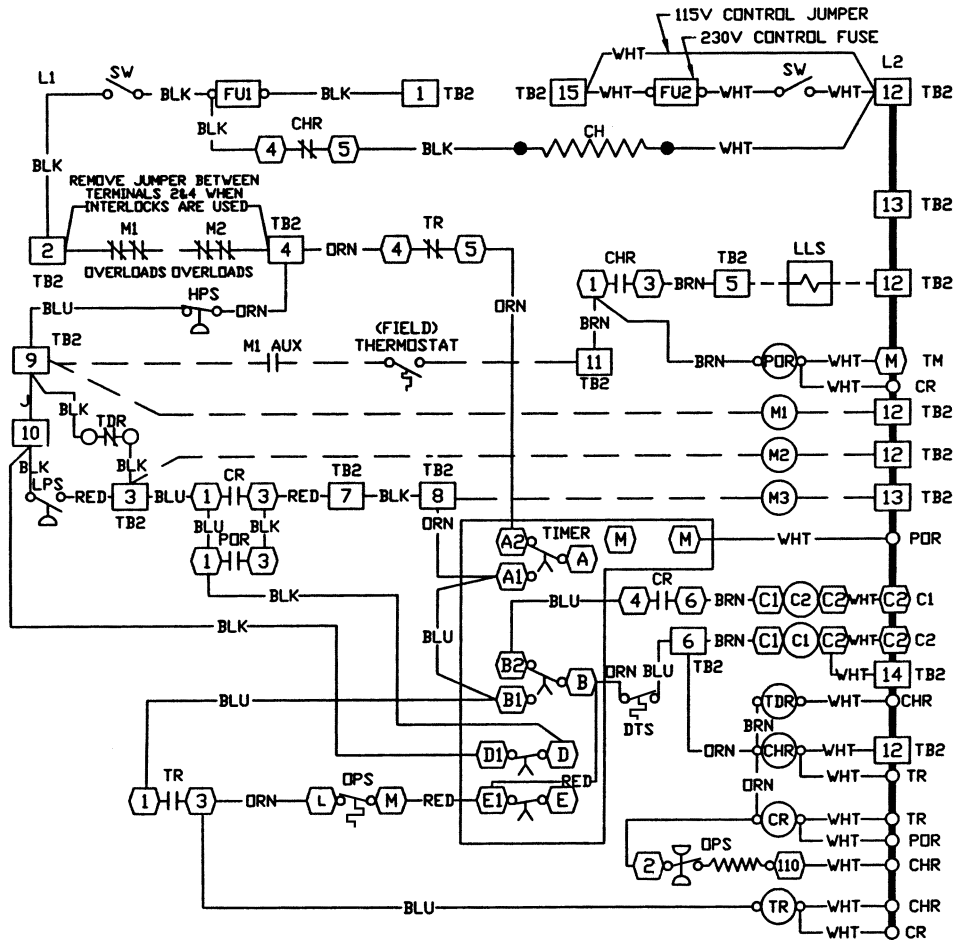 115V CONTROL JUMPER
230V CONTROL FUSE
WHT
L1 SW L2
BLK FU1 BLK 1 TB2 TB2 15 WHT FU2 WHT SW WHT 12 TB2
BLK CHR CH
4 5 BLK WHT
BLK
REMOVE JUMPER BETWEEN
TERMINALS 2&4 WHEN
INTERLOCKS ARE USED
13 TB2
M1 M2 TB2 TR
2 4 ORN 4 5
TB2 OVERLOADS OVERLOADS
CHR TB2 LLS
1 3 BRN 5 12 TB2
HPS
BLU ORN ORN
BRN
TB2 (FIELD)
9 M1 AUX THERMOSTAT 11 BRN POR WHT M TM
TB2
WHT CR
J BLK TDR M1 12 TB2
10
BLK BLK M2 12 TB2
LPS CR TB2 TB2
RED 3 BLU 1 3 RED 7 BLK 8 M3 13 TB2
TB2
BLU BLK ORN
POR
1 3
A2 TIMER A M M WHT POR
A1
BLK
CR
BLU 4 6 BRN C1 C2 C2 WHT C2 C1
BLK BLU
6 BRN C1 C1 C2 WHT C2 C2
TB2
B2 B ORN BLU WHT 14 TB2
BLU B1 DTS
TDR WHT CHR
BRN
D1 D ORN CHR WHT 12 TB2
RED WHT TR
TR OPS ORN
1 3 ORN L M RED E1 E
CR WHT TR
WHT POR
OPS
2 110 WHT CHR
BLU TR WHT CHR
WHT CR